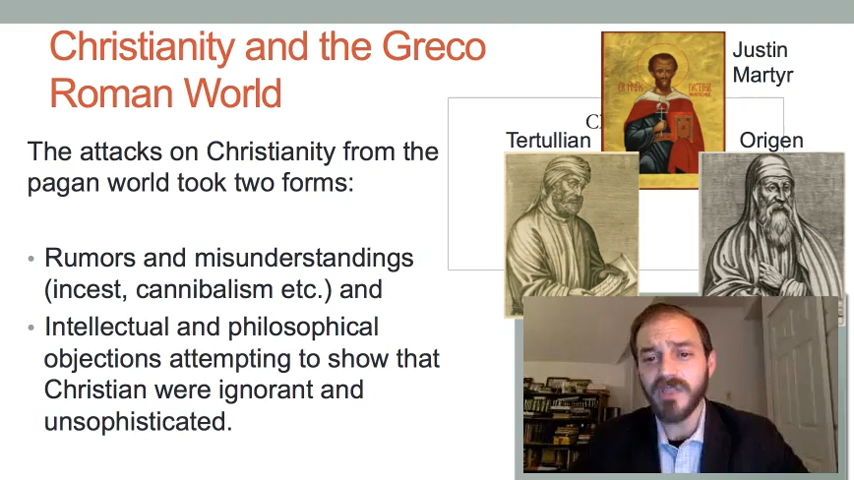 Christianity and the Greco
Roman World
The attacks on Christianity from the
pagan world took two forms:
• Rumors and misunderstandings
(incest, cannibalism etc.) and
• Intellectual and philosophical
objections attempting to show that
Christian were ignorant and
unsophisticated.
Justin
Martyr
Tertullian
Origen